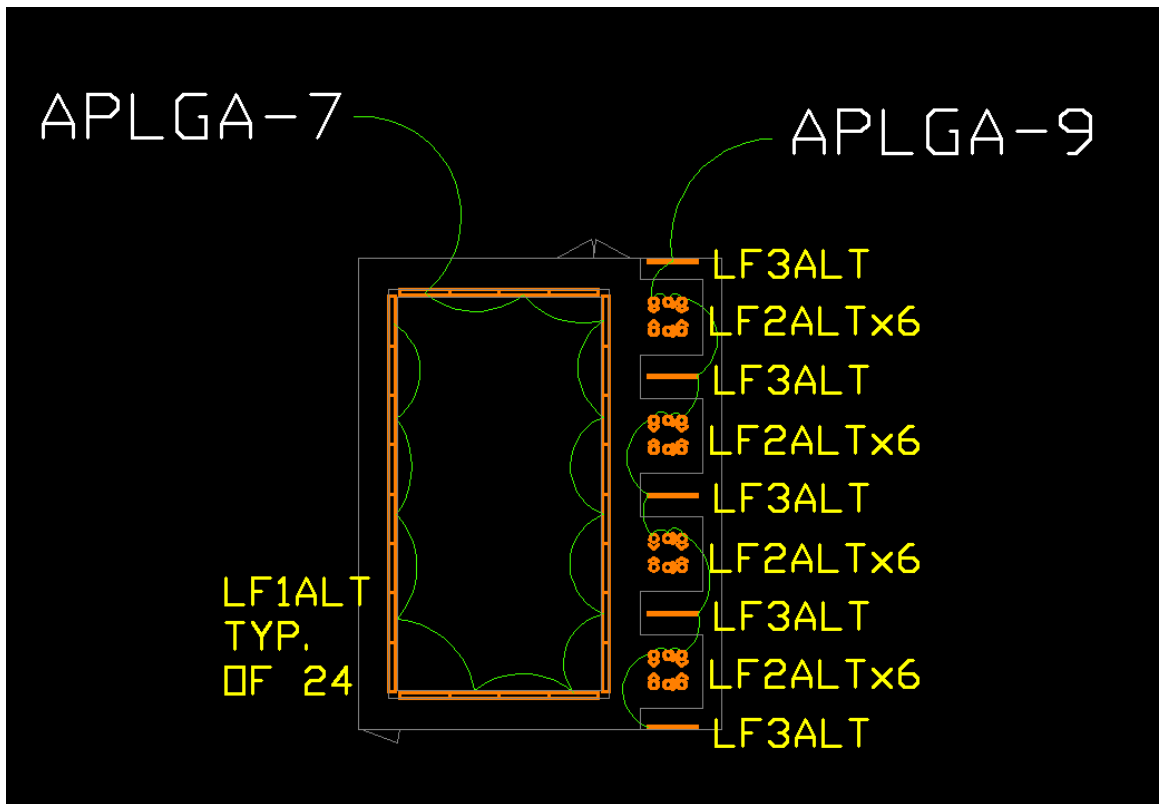 APLGA-7
APLGA-9
LF3ALT
LF2ALTx6
LF3ALT
LF2ALTx6
LF3ALT
LF2ALTx6
LF3ALT
LF2ALTx6
LF3ALT
LF1ALT
TYP.
OF 24